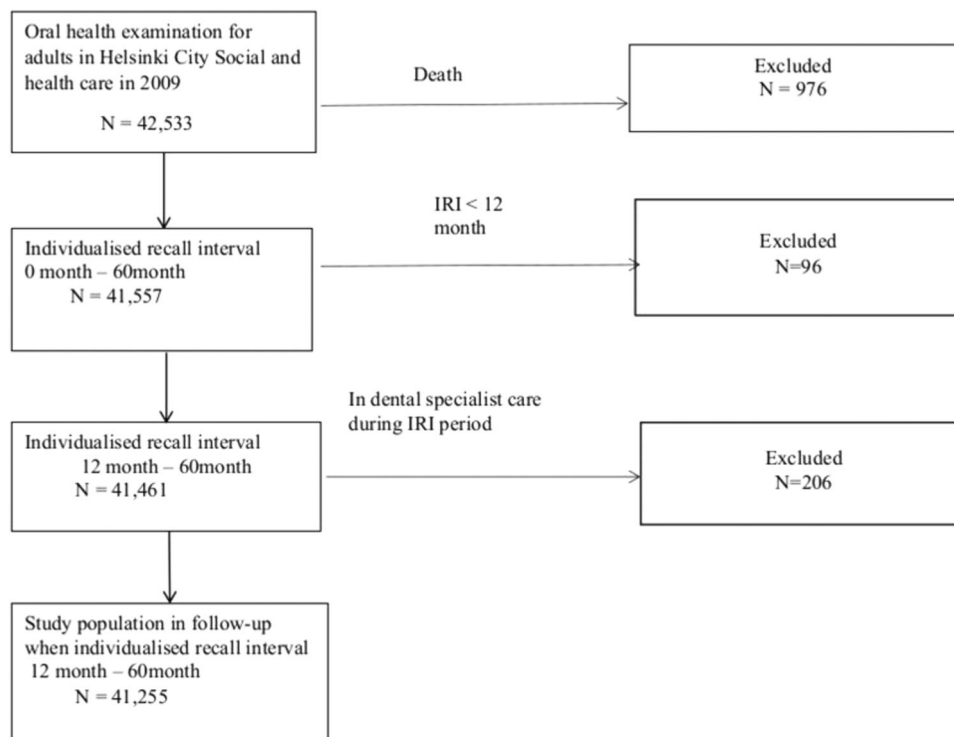 Oral health examination for
adults in Helsinki City Social and
health care in 2009
N = 42,533
Death
Excluded
N = 976
IRI < 12
month
Individualised recall interval
0 month – 60month
N = 41,557
Excluded
N=96
In dental specialist care
during IRI period
Individualised recall interval
12 month – 60month
N = 41,461
Excluded
N=206
Study population in follow-up
when individualised recall interval
12 month – 60month
N = 41,255